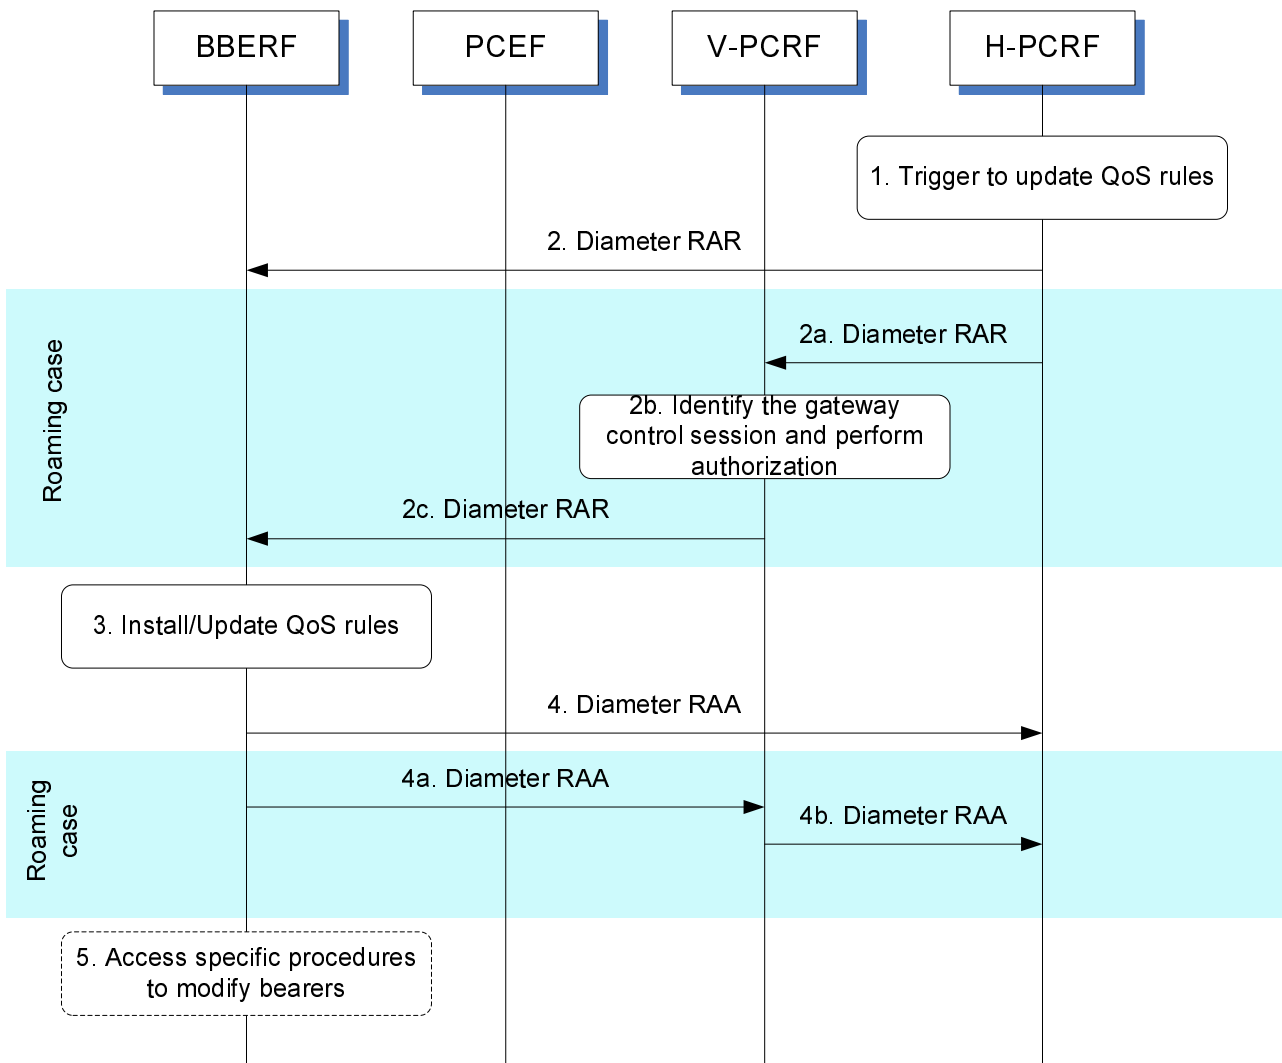 BBERF
PCEF
V-PCRF
H-PCRF
1. Trigger to update QoS rules
2. Diameter RAR
Roaming case
2a. Diameter RAR
2b. Identify the gateway
control session and perform
authorization
2c. Diameter RAR
3. Install/Update QoS rules
4. Diameter RAA
Roaming
case
4a. Diameter RAA
4b. Diameter RAA
5. Access specific procedures
to modify bearers